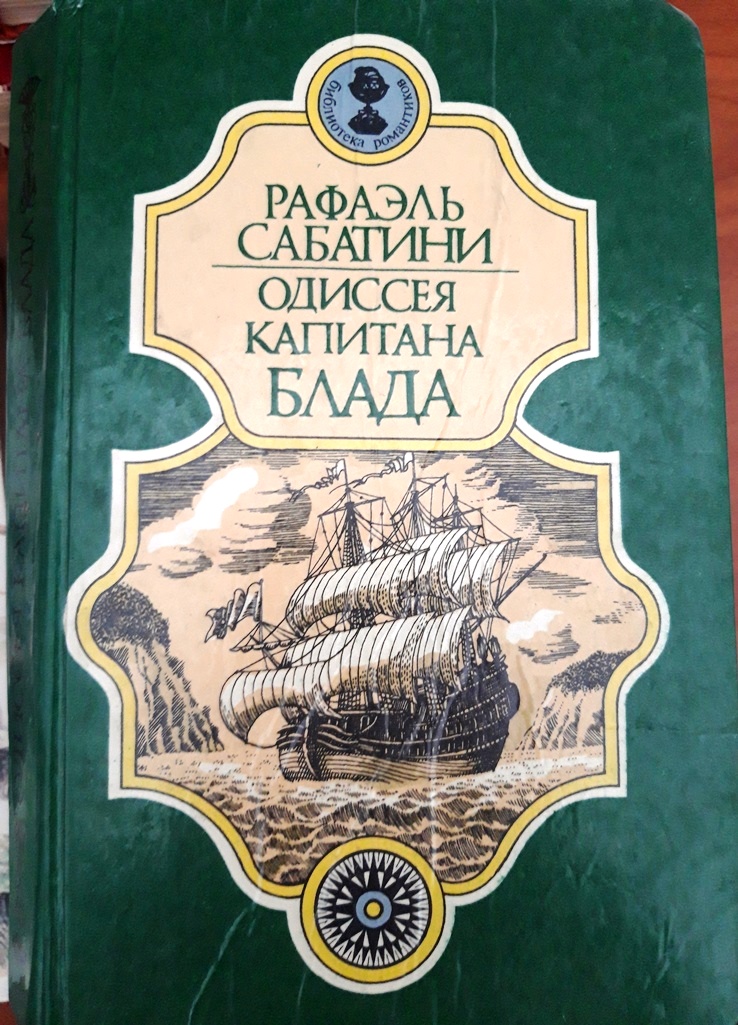 библиотека романтиков
РАФАЭЛЬ
САБАТИНИ
ОДИССЕЯ
КАПИТАНА
БЛАДА